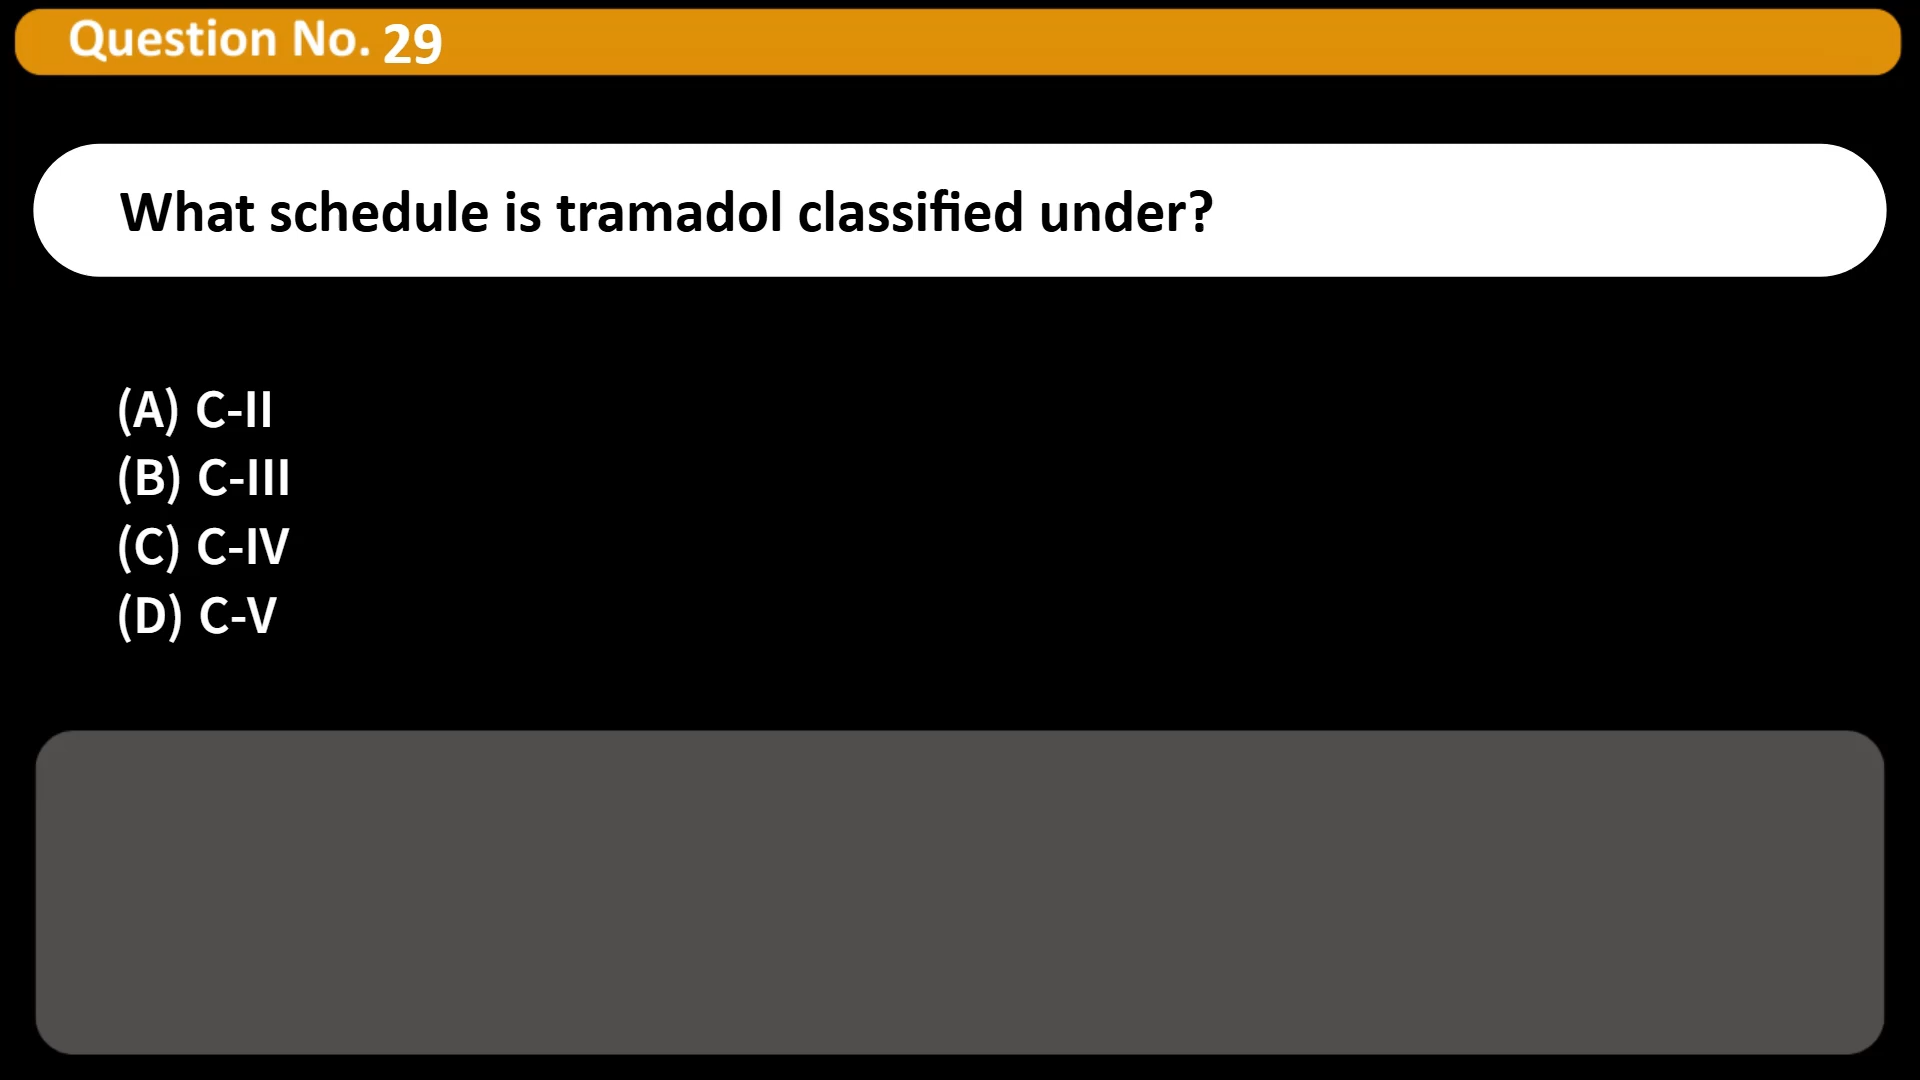 Question No. 29
What schedule is tramadol classified under?
(A) C-II
(B) C-III
(C) C-IV
(D) C-V